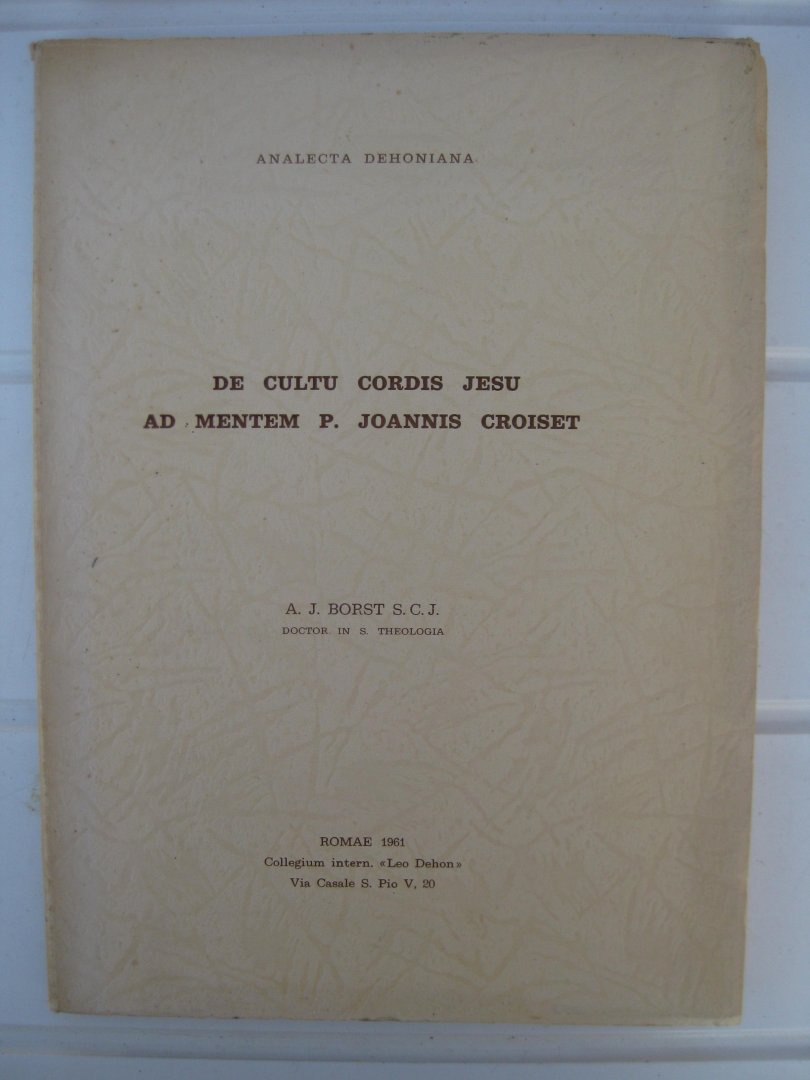 ANALECTA DEHONIANA
DE CULTU CORDIS JESU
AD MENTEM P. JOANNIS CROISET
A. J. BORST S. C. J.
DOCTOR IN S. THEOLOGIA
ROMAE 1961
Collegium intern. «Leo Dehon»
Via Casale S. Pio V, 20